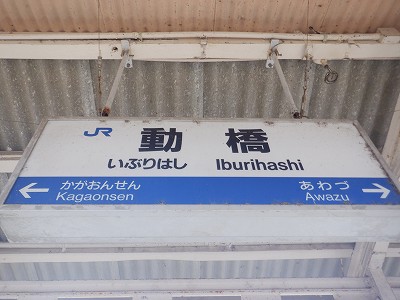 JR 動橋
いぶりはし Iburihashi
← かがおんせん
Kagaonsen
あわづ →
Awazu